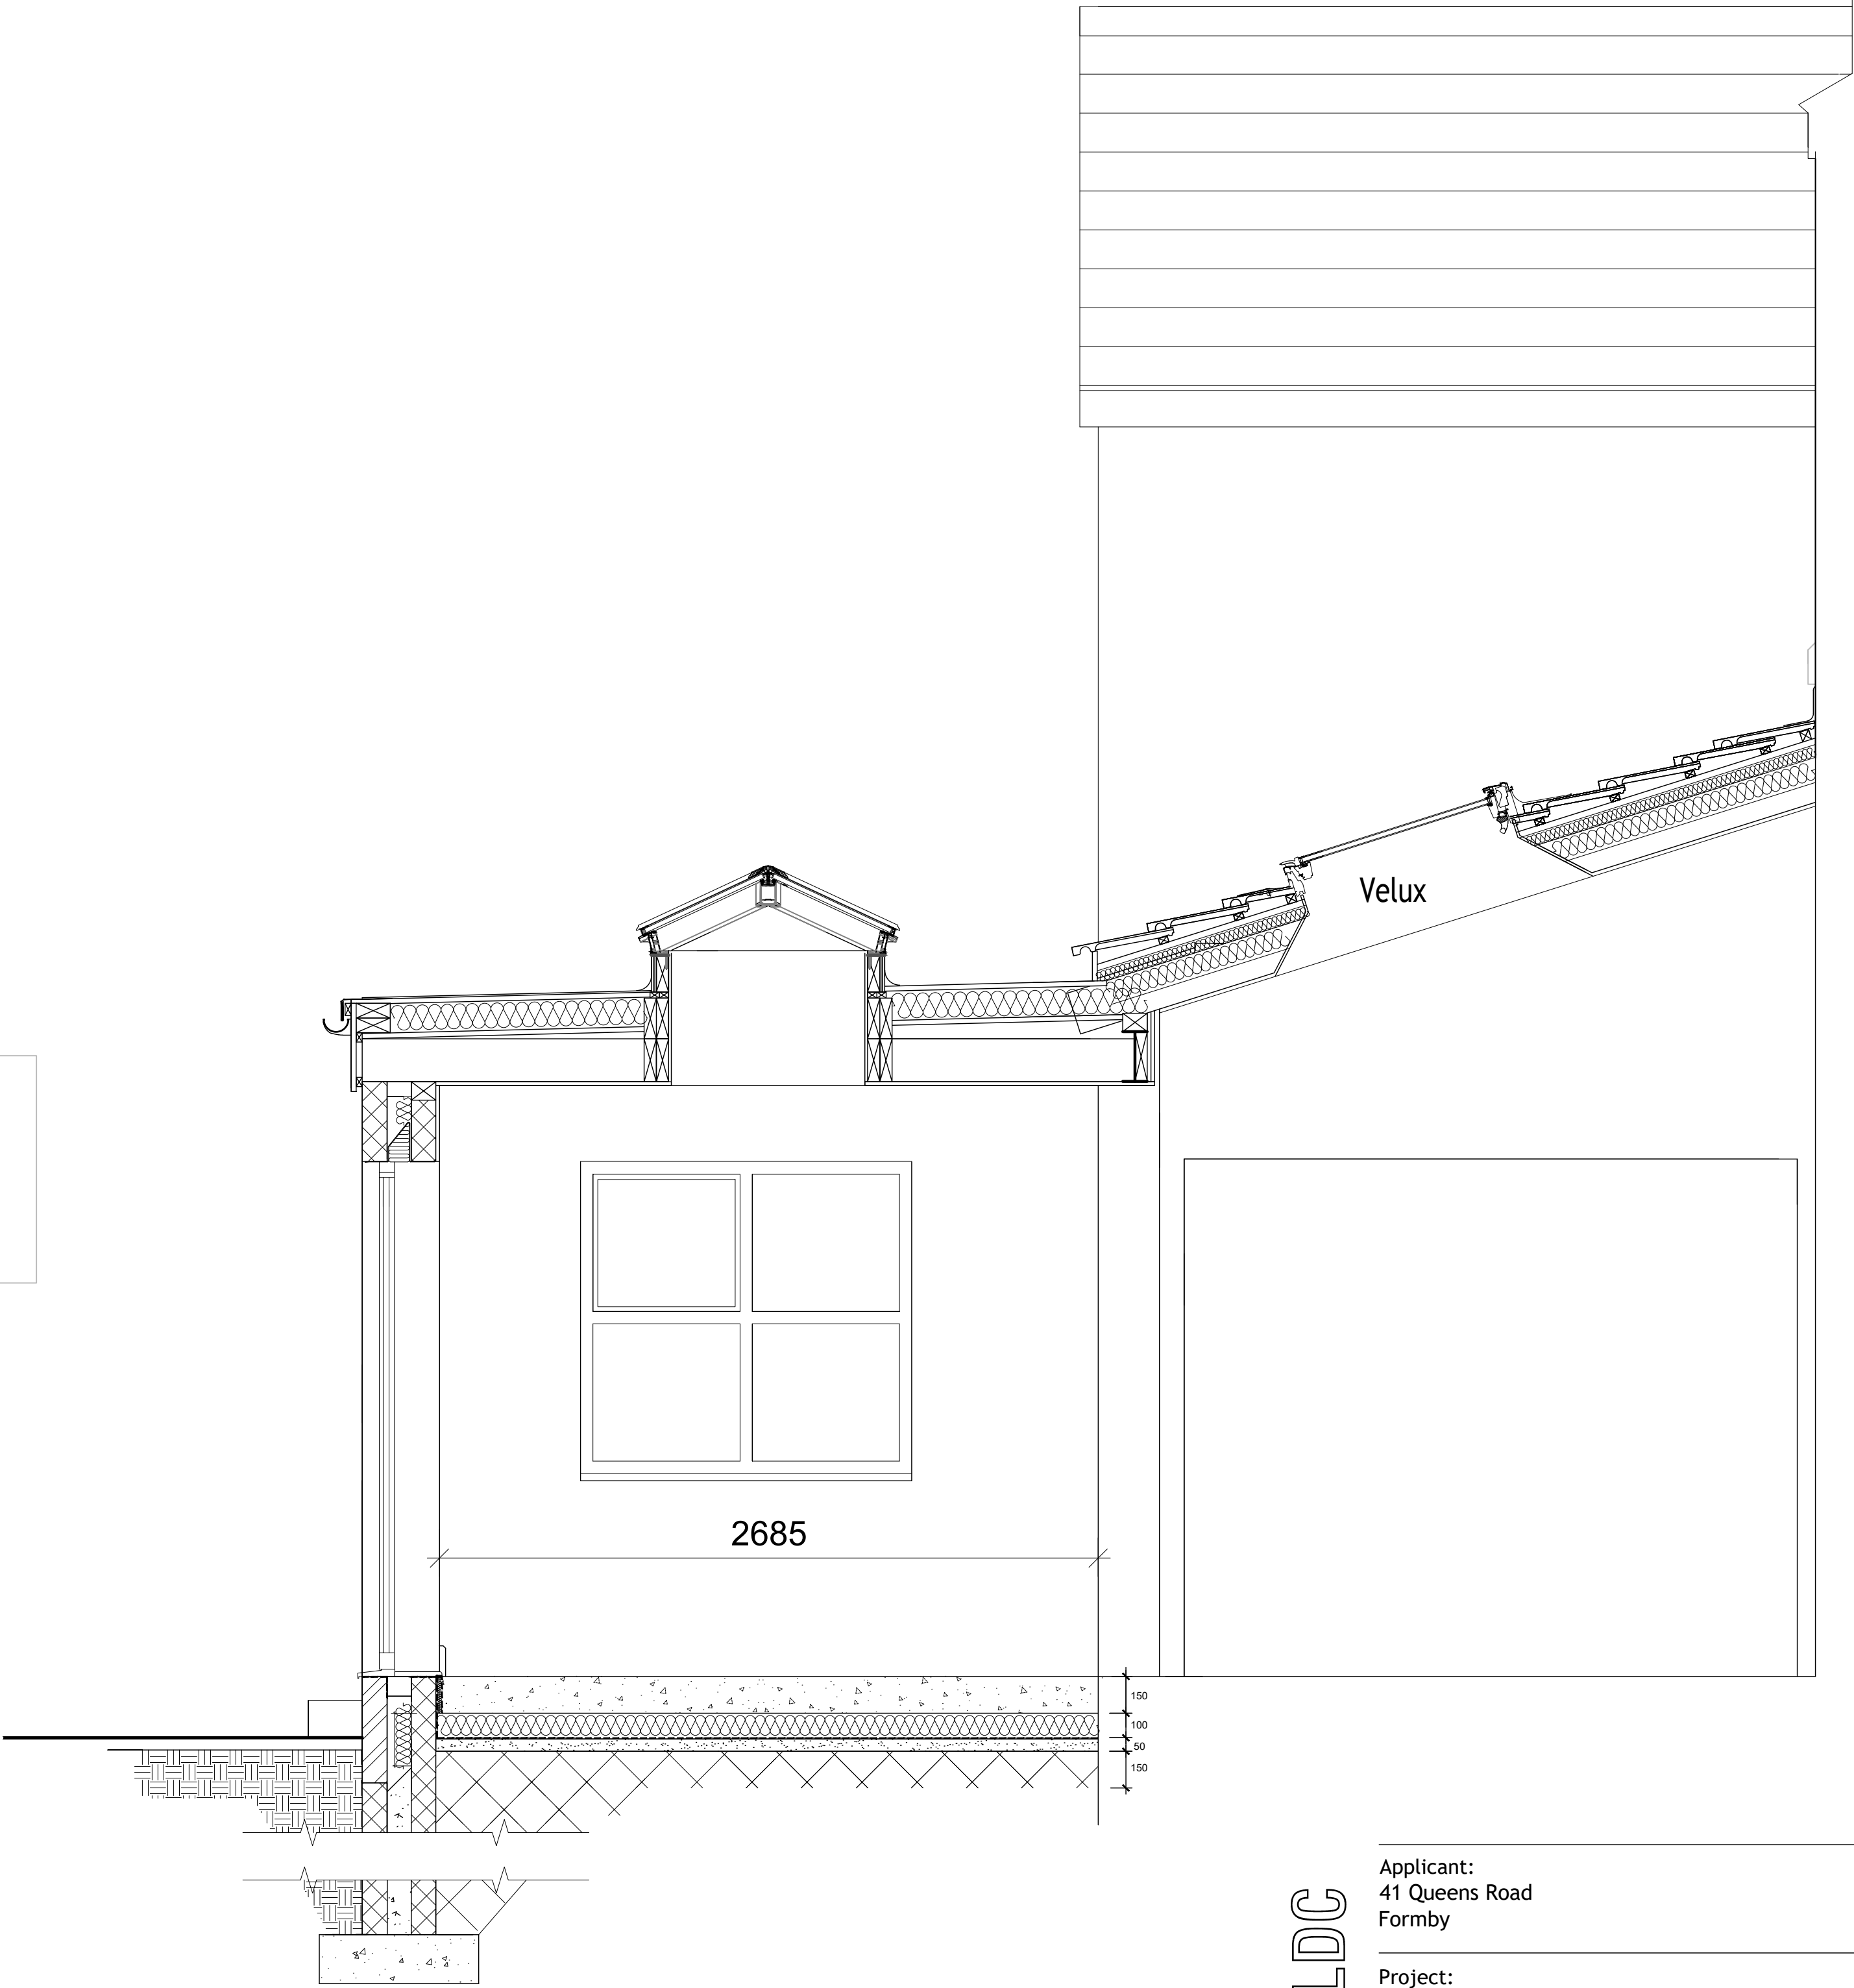 Velux
2685
150
100
50
150
LDC
Applicant:
41 Queens Road
Formby
Project: